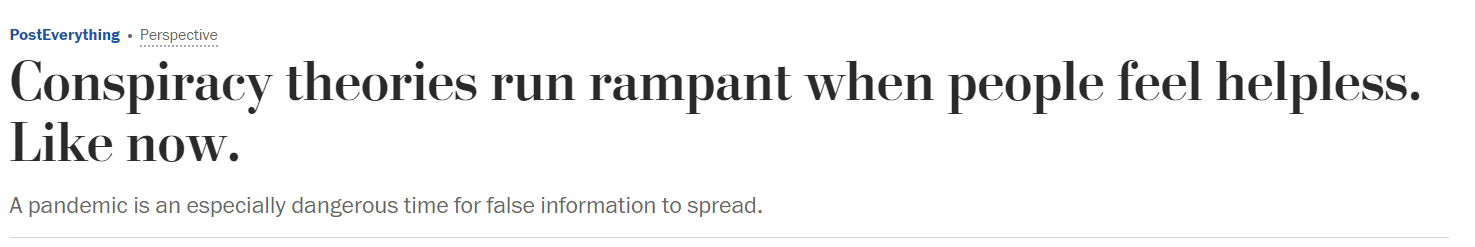 PostEverything • Perspective
Conspiracy theories run rampant when people feel helpless.
Like now.
A pandemic is an especially dangerous time for false information to spread.